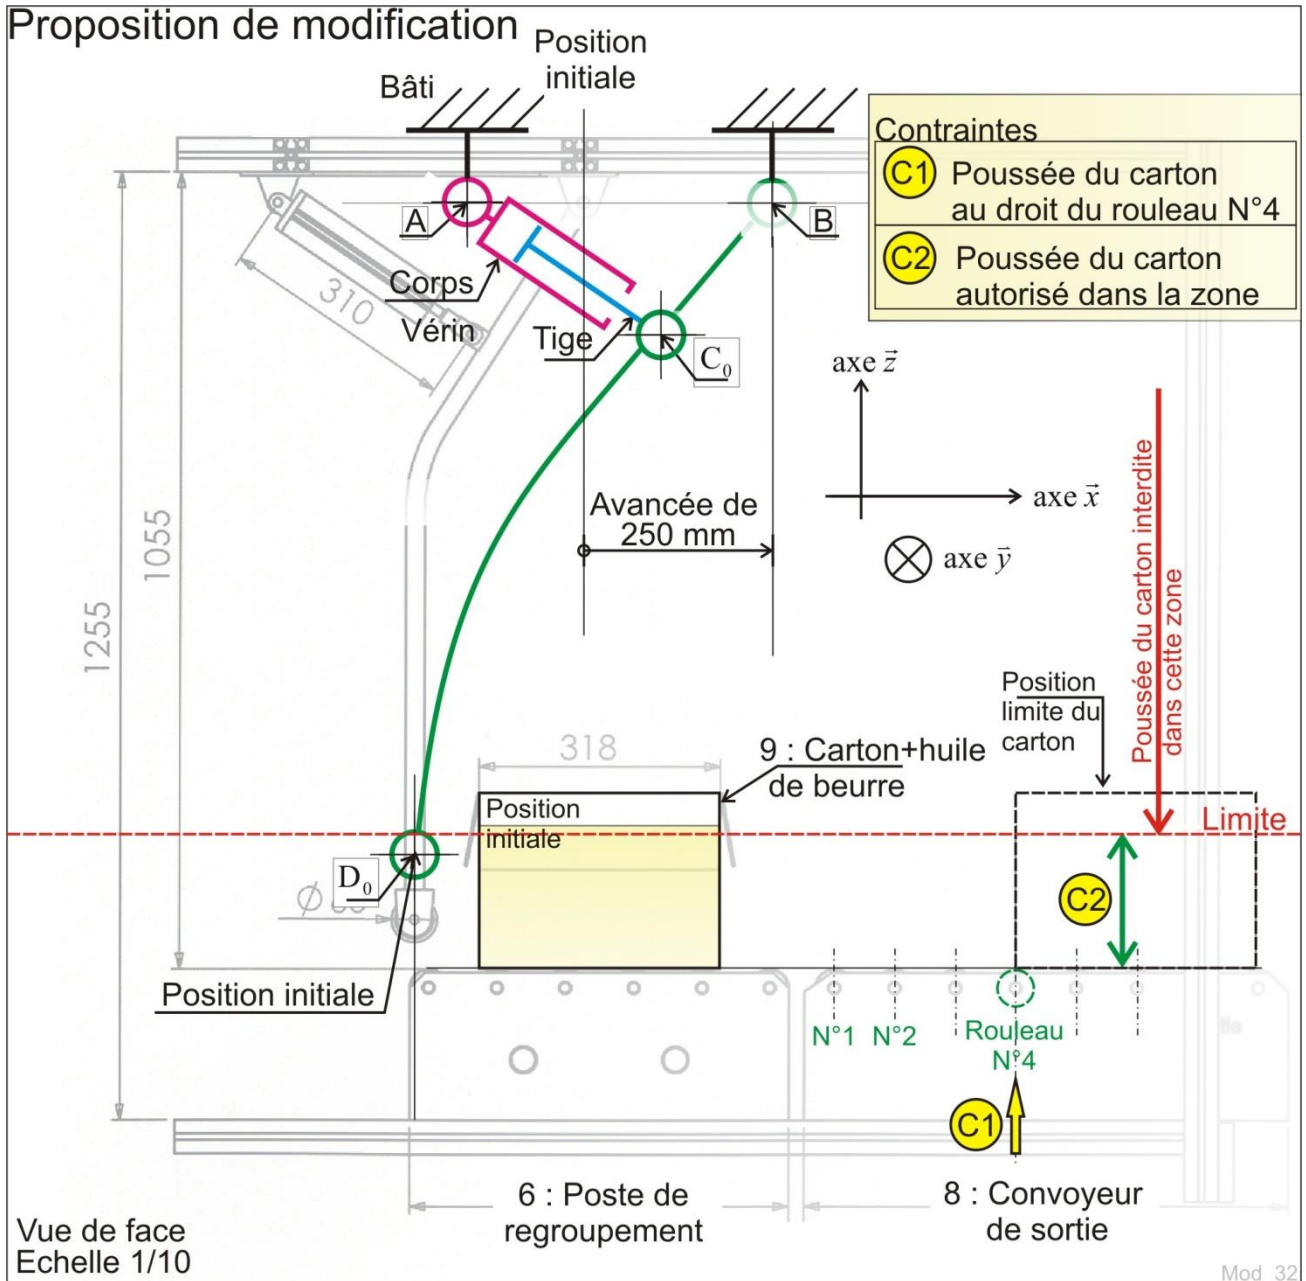 Proposition de modification
Position
initiale
Bâti
Contraintes
C1 Poussée du carton
au droit du rouleau N°4
C2 Poussée du carton
autorisé dans la zone
A
B
Corps
310
Vérin
Tige
C₀
axe z⃗
axe x⃗
axe y⃗
Avancée de
250 mm
1055
1255
Poussée du carton interdite
dans cette zone
Position
limite du
carton
318
9 : Carton+huile
de beurre
Position
initiale
Limite
D₀
Ø
C2
Position initiale
N°1
N°2
Rouleau
N°4
C1
6 : Poste de
regroupement
8 : Convoyeur
de sortie
Vue de face
Echelle 1/10
Mod 32